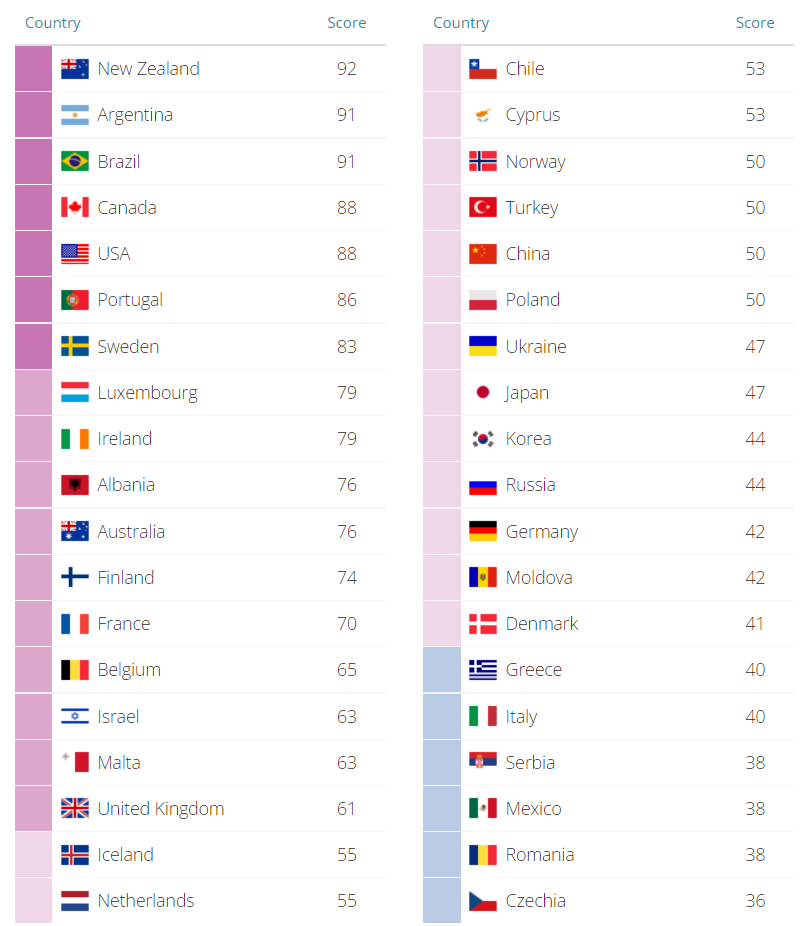 Country Score
New Zealand 92
Argentina 91
Brazil 91
Canada 88
USA 88
Portugal 86
Sweden 83
Luxembourg 79
Ireland 79
Albania 76
Australia 76
Finland 74
France 70
Belgium 65
Israel 63
Malta 63
United Kingdom 61
Iceland 55
Netherlands 55
Country Score
Chile 53
Cyprus 53
Norway 50
Turkey 50
China 50
Poland 50
Ukraine 47
Japan 47
Korea 44
Russia 44
Germany 42
Moldova 42
Denmark 41
Greece 40
Italy 40
Serbia 38
Mexico 38
Romania 38
Czechia 36